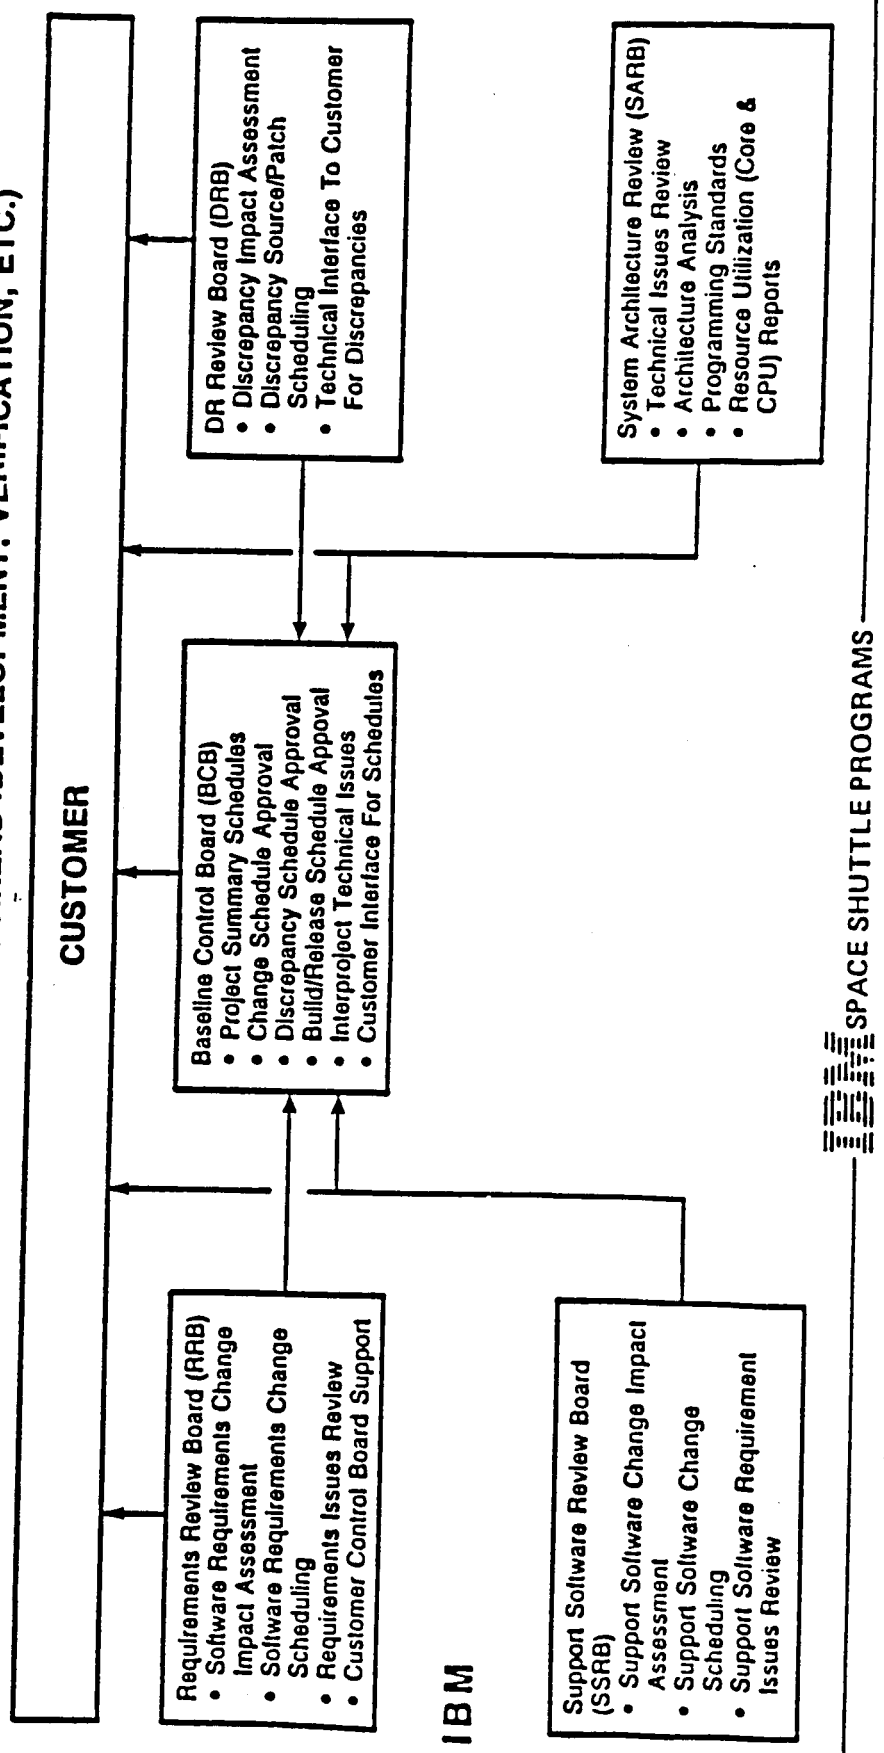 DEVELOPMENT, VERIFICATION, ETC.)
CUSTOMER
Requirements Review Board (RRB)
• Software Requirements Change
Impact Assessment
• Software Requirements Change
Scheduling
• Requirements Issues Review
• Customer Control Board Support
Baseline Control Board (BCB)
• Project Summary Schedules
• Change Schedule Approval
• Discrepancy Schedule Approval
• Build/Release Schedule Appoval
• Interproject Technical Issues
• Customer Interface For Schedules
DR Review Board (DRB)
• Discrepancy Impact Assessment
• Discrepancy Source/Patch
Scheduling
• Technical Interface To Customer
For Discrepancies
IBM
Support Software Review Board
(SSRB)
• Support Software Change Impact
Assessment
• Support Software Change
Scheduling
• Support Software Requirement
Issues Review
System Architecture Review (SARB)
• Technical Issues Review
• Architecture Analysis
• Programming Standards
• Resource Utilization (Core &
CPU) Reports
IBM SPACE SHUTTLE PROGRAMS